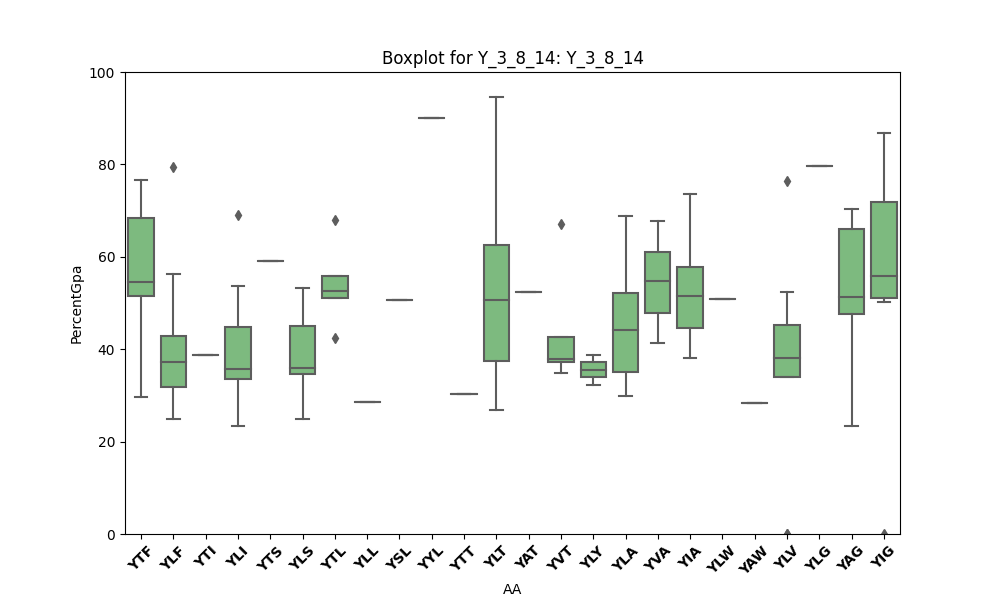 Boxplot for Y_3_8_14: Y_3_8_14
100
80
60
40
20
0
PercentGpa
YTF YLF YTI YLI YTS YLS YTL YLL YSL YYL YTT YLT YAT YVT YLY YLA YVA YIA YLW YAW YLV YLG YAG YIG
AA